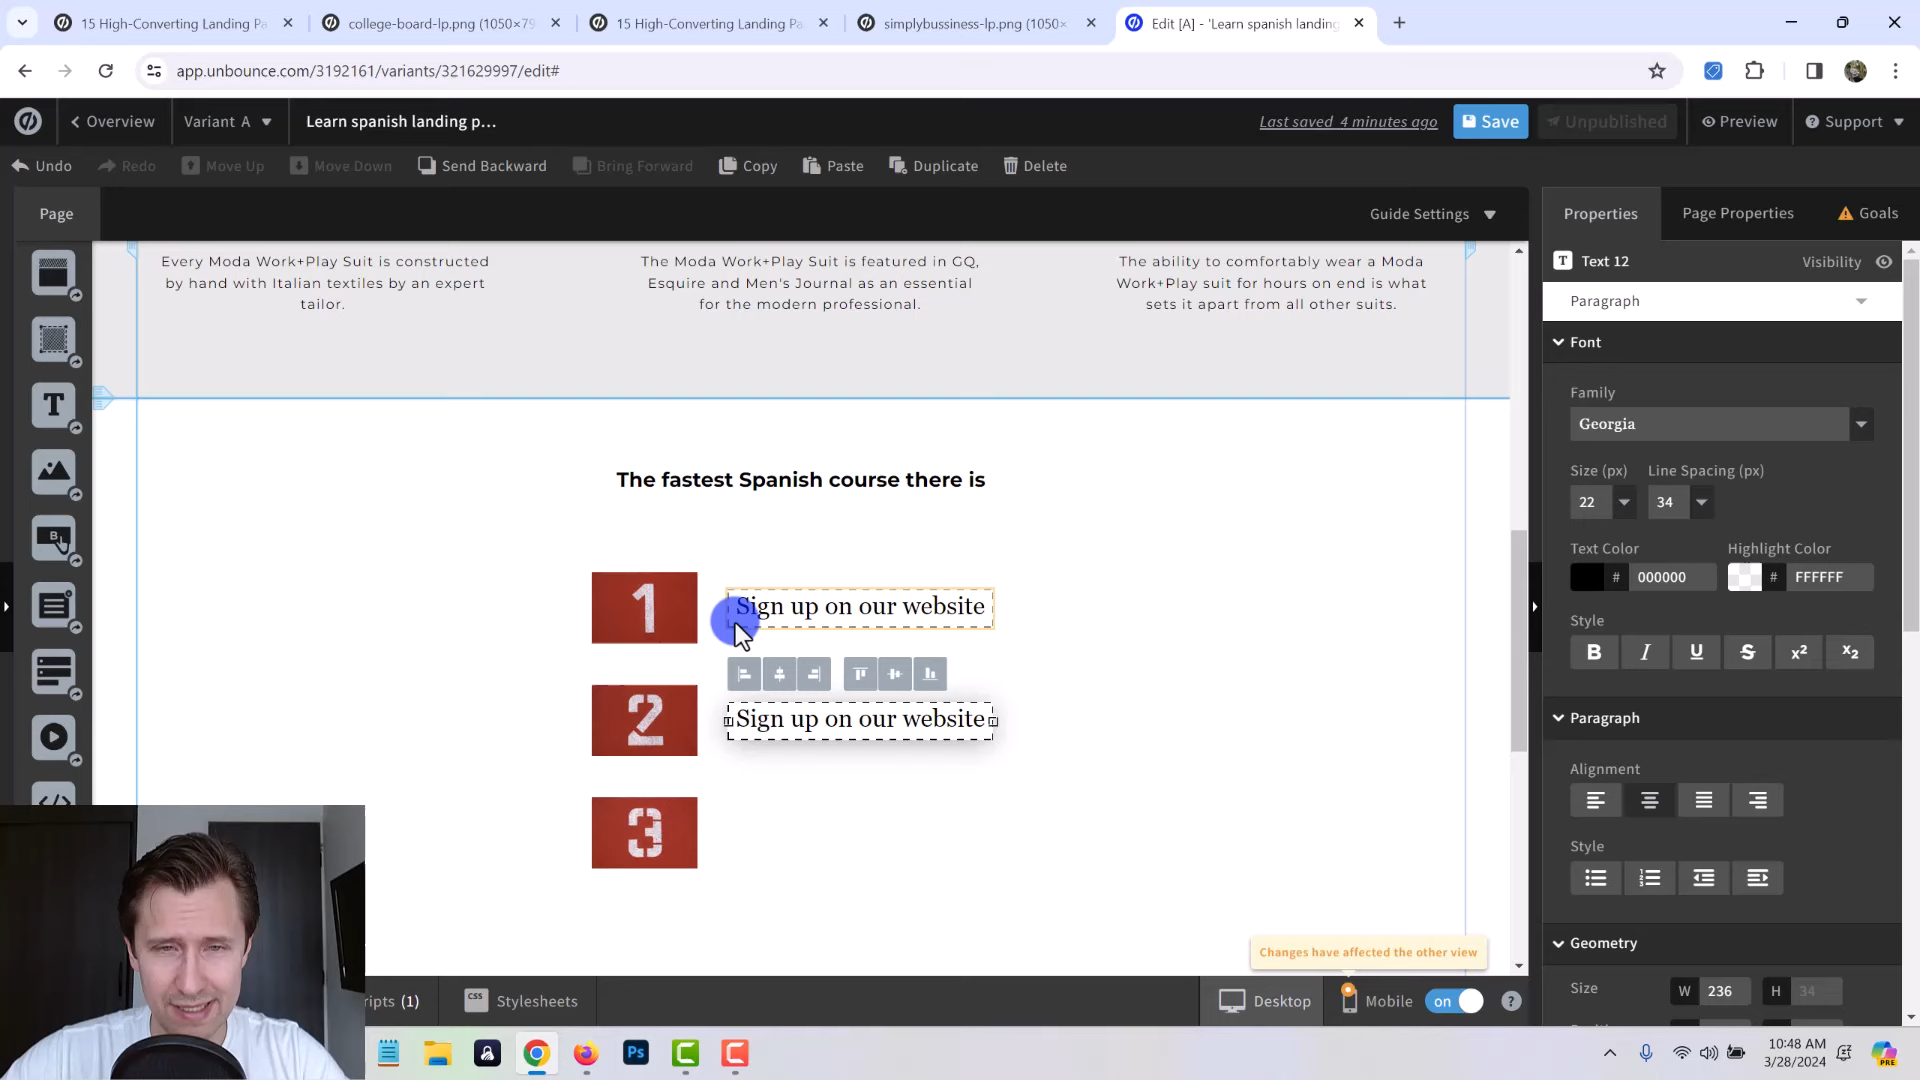 15 High-Converting Landing Pa
college-board-lp.png (1050×79
15 High-Converting Landing Pa
simplybussiness-lp.png (1050×
Edit [A] - 'Learn spanish landing
app.unbounce.com/3192161/variants/321629997/edit#
Overview
Variant A
Learn spanish landing p...
Last saved 4 minutes ago
Save
Unpublished
Preview
Support
Undo
Redo
Move Up
Move Down
Send Backward
Bring Forward
Copy
Paste
Duplicate
Delete
Page
Guide Settings
Properties
Page Properties
Goals
Every Moda Work+Play Suit is constructed
by hand with Italian textiles by an expert
tailor.
The Moda Work+Play Suit is featured in GQ,
Esquire and Men's Journal as an essential
for the modern professional.
The ability to comfortably wear a Moda
Work+Play suit for hours on end is what
sets it apart from all other suits.
The fastest Spanish course there is
1
Sign up on our website
2
Sign up on our website
3
T
Text 12
Visibility
Paragraph
Font
Family
Georgia
Size (px)
Line Spacing (px)
22
34
Text Color
Highlight Color
# 000000
# FFFFFF
Style
B I U S x² x₂
Paragraph
Alignment
Style
Geometry
Size
W 236
H 34
Changes have affected the other view
ripts (1)
CSS
Stylesheets
Desktop
Mobile
on
?
Ps
10:48 AM
3/28/2024
PRE